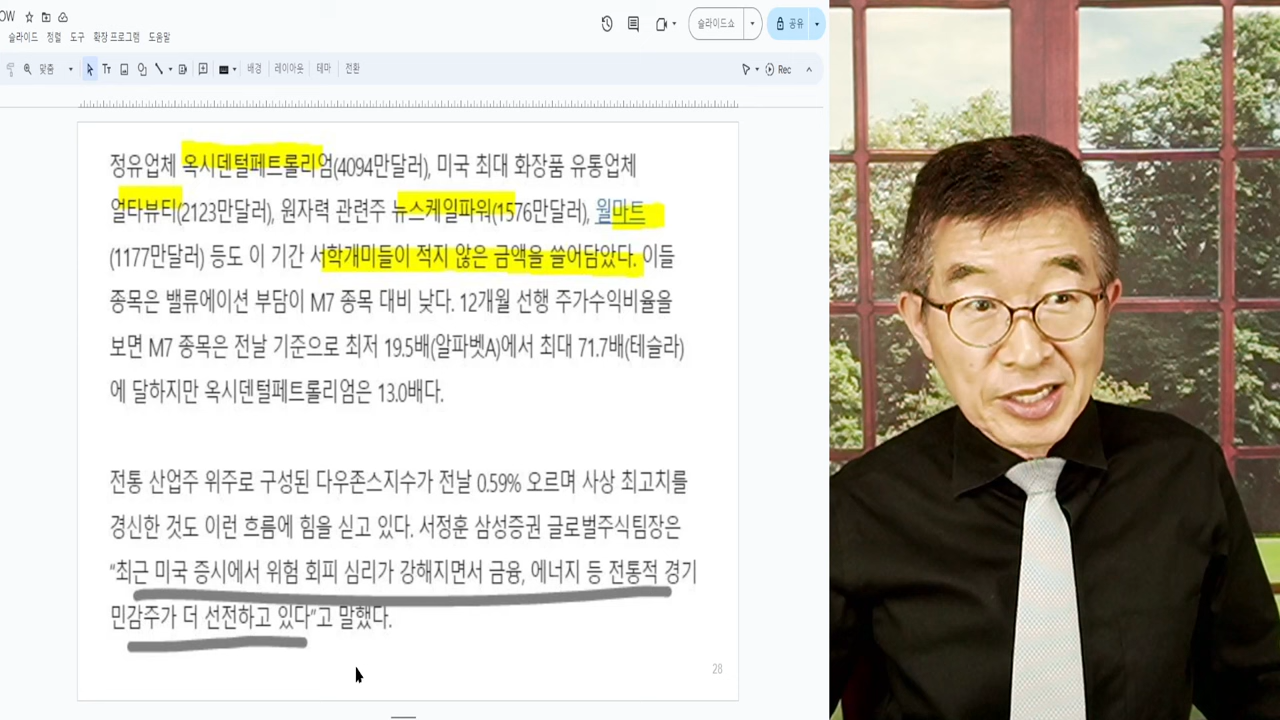 OW
슬라이드 정렬 도구 확장 프로그램 도움말
슬라이드쇼
공유
맞춤
Tт
배경 레이아웃 테마 전환
Rec
정유업체 옥시덴털페트롤리엄(4094만달러), 미국 최대 화장품 유통업체
얼타뷰티(2123만달러), 원자력 관련주 뉴스케일파워(1576만달러), 월마트
(1177만달러) 등도 이 기간 서학개미들이 적지 않은 금액을 쓸어담았다. 이들
종목은 밸류에이션 부담이 M7 종목 대비 낮다. 12개월 선행 주가수익비율을
보면 M7 종목은 전날 기준으로 최저 19.5배(알파벳A)에서 최대 71.7배(테슬라)
에 달하지만 옥시덴털페트롤리엄은 13.0배다.
전통 산업주 위주로 구성된 다우존스지수가 전날 0.59% 오르며 사상 최고치를
경신한 것도 이런 흐름에 힘을 싣고 있다. 서정훈 삼성증권 글로벌주식팀장은
“최근 미국 증시에서 위험 회피 심리가 강해지면서 금융, 에너지 등 전통적 경기
민감주가 더 선전하고 있다”고 말했다.
28